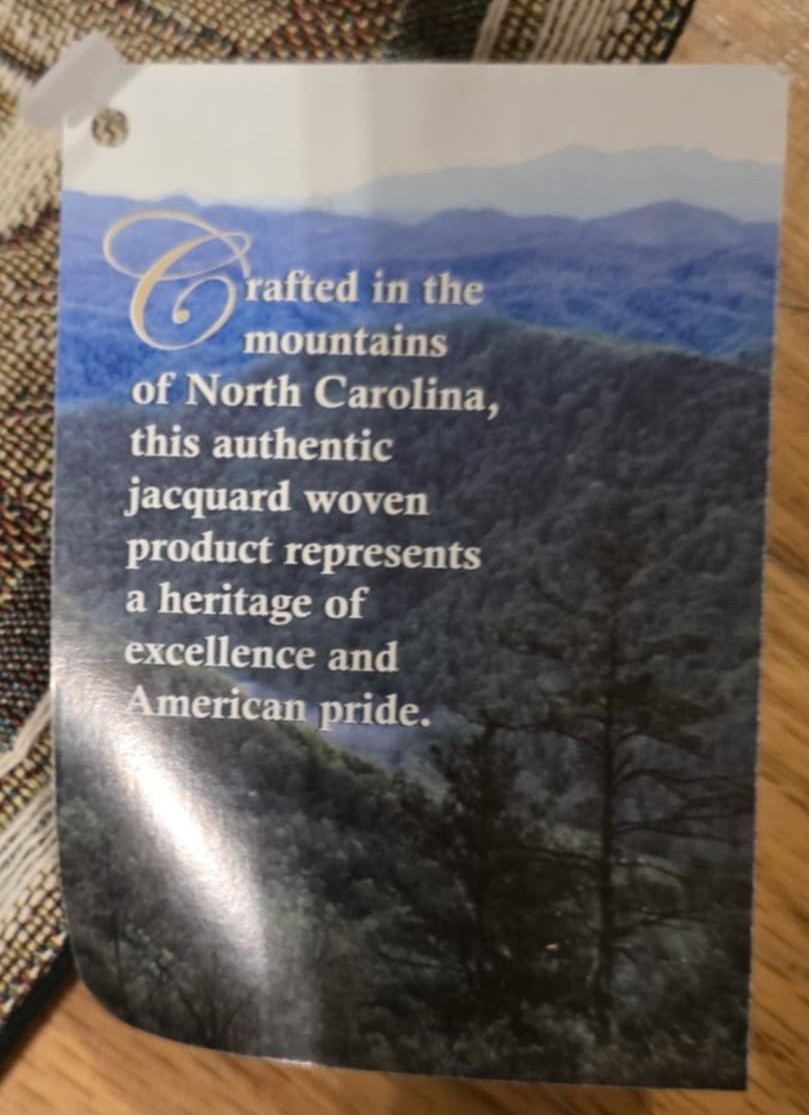 Crafted in the
mountains
of North Carolina,
this authentic
jacquard woven
product represents
a heritage of
excellence and
American pride.